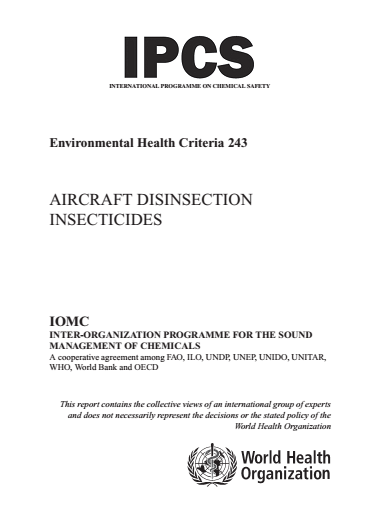 IPCS
INTERNATIONAL PROGRAMME ON CHEMICAL SAFETY
Environmental Health Criteria 243
AIRCRAFT DISINSECTION
INSECTICIDES
IOMC
INTER-ORGANIZATION PROGRAMME FOR THE SOUND
MANAGEMENT OF CHEMICALS
A cooperative agreement among FAO, ILO, UNDP, UNEP, UNIDO, UNITAR,
WHO, World Bank and OECD
This report contains the collective views of an international group of experts
and does not necessarily represent the decisions or the stated policy of the
World Health Organization
World Health
Organization